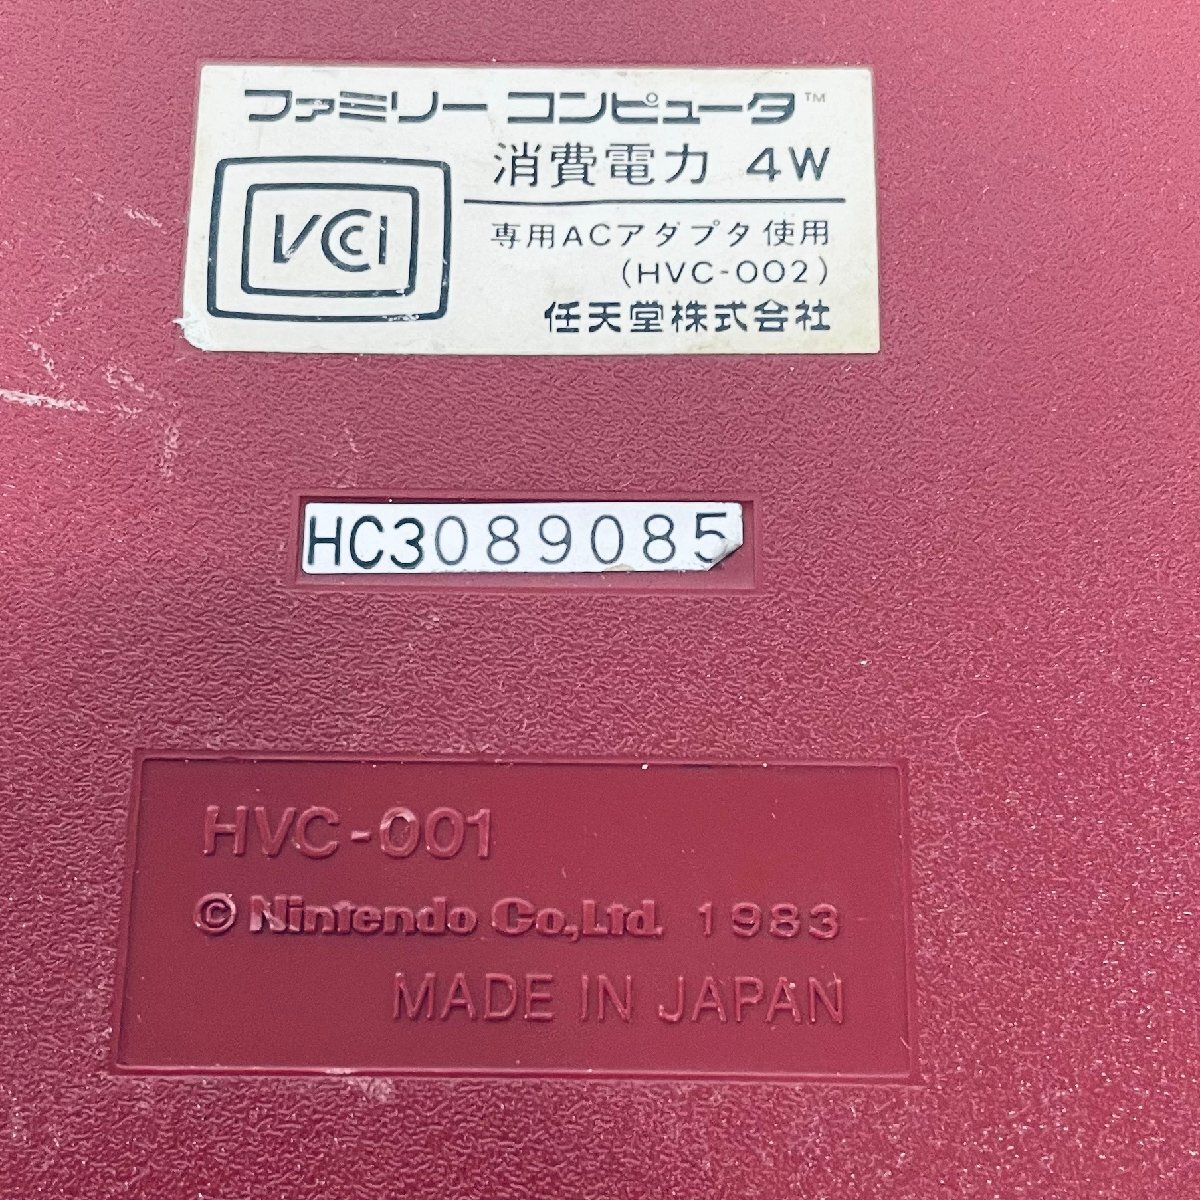 ファミリー コンピュータ™
消費電力 4W
VCCI
専用ACアダプタ使用
(HVC-002)
任天堂株式会社
HC3089085
HVC-001
© Nintendo Co.,Ltd. 1983
MADE IN JAPAN